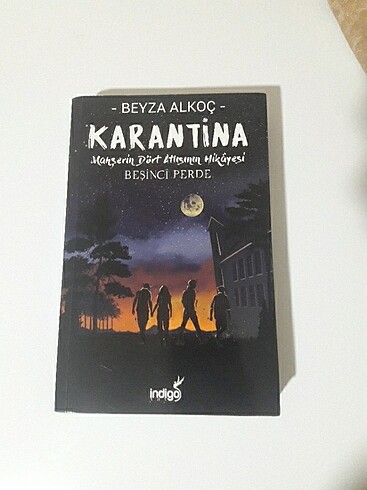 - BEYZA ALKOÇ -
KARANTİNA
Mahşerin Dört Atlısının Hikâyesi
BEŞİNCİ PERDE
indigo